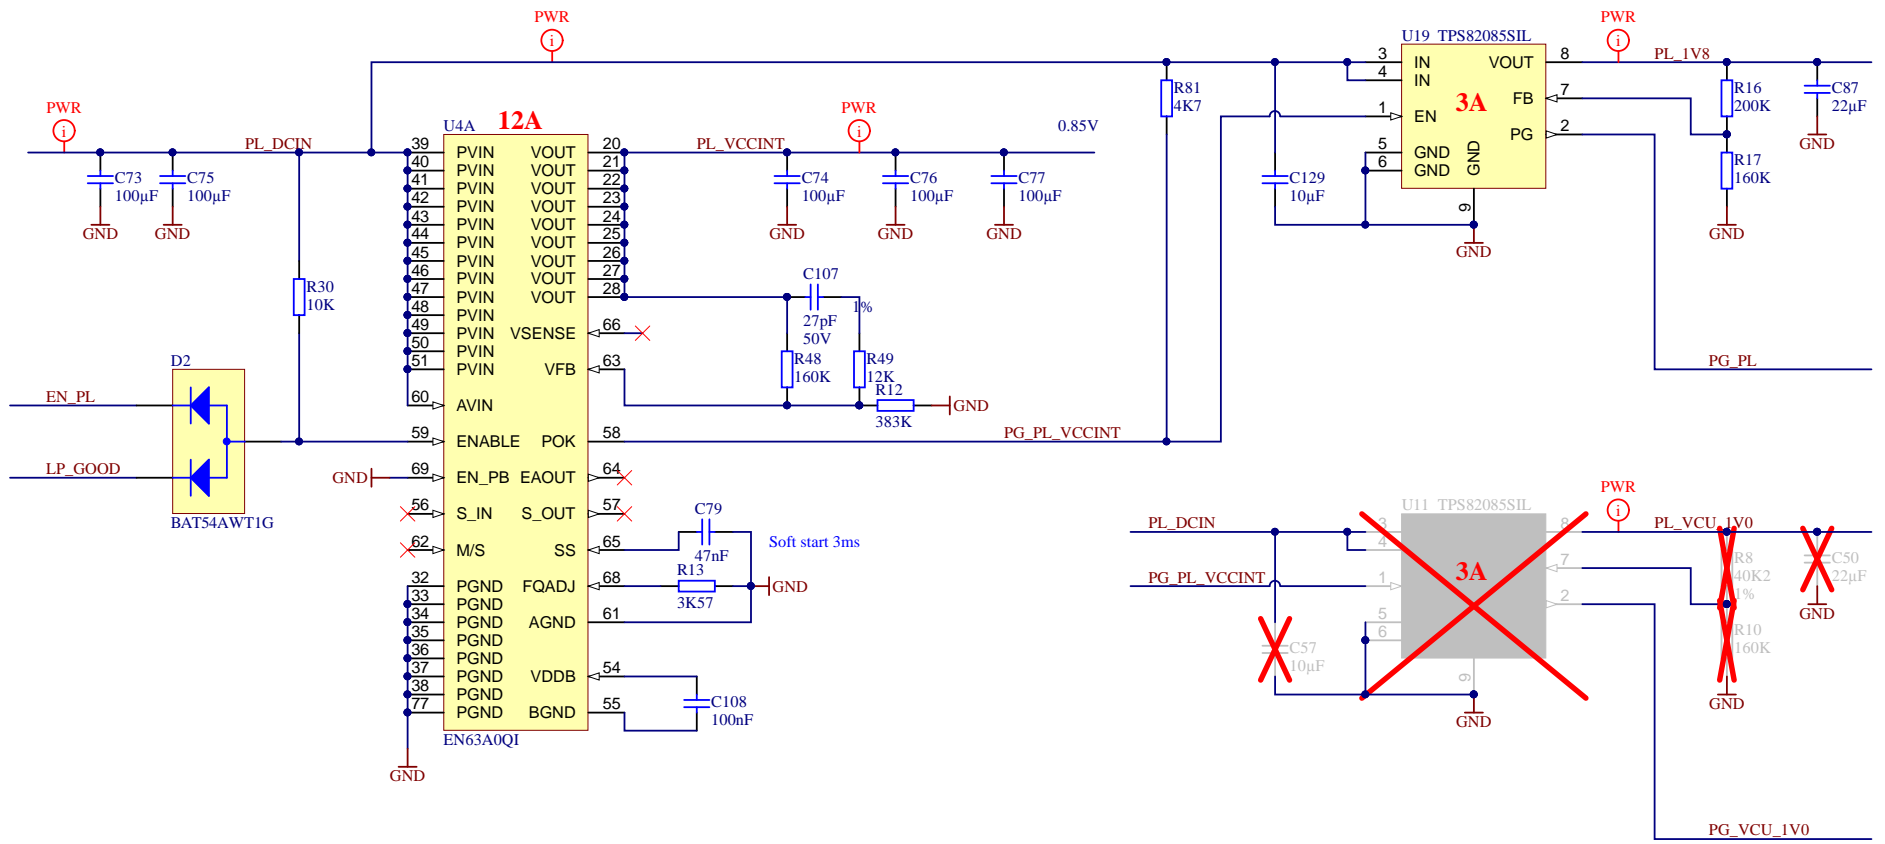 PWR
i
PWR
i
U19 TPS82085SIL
3 IN VOUT 8 PL_1V8
4 IN
3A
FB 7
1 EN
PG 2
5 GND
6 GND
GND
9
GND
R81
4K7
R16
200K
C87
22µF
GND
R17
160K
GND
C129
10µF
PG_PL
PWR
i
PL_DCIN
C73
100µF
GND
C75
100µF
GND
R30
10K
U4A 12A
39 PVIN VOUT 20
40 PVIN VOUT 21
41 PVIN VOUT 22
42 PVIN VOUT 23
43 PVIN VOUT 24
44 PVIN VOUT 25
45 PVIN VOUT 26
46 PVIN VOUT 27
47 PVIN VOUT 28
48 PVIN
49 PVIN VSENSE 66
50 PVIN
51 PVIN VFB 63
60 AVIN
59 ENABLE POK 58
69 EN_PB EAOUT 64
56 S_IN S_OUT 57
62 M/S SS 65
32 PGND FQADJ 68
33 PGND
34 PGND AGND 61
35 PGND
36 PGND
37 PGND VDDB 54
38 PGND
77 PGND BGND 55
EN63A0QI
GND
GND
D2
EN_PL
LP_GOOD
BAT54AWT1G
PWR
i
PL_VCCINT
0.85V
C74
100µF
GND
C76
100µF
GND
C77
100µF
GND
C107
27pF
50V
1%
R48
160K
R49
12K
R12
383K
GND
PG_PL_VCCINT
C79
47nF
Soft start 3ms
R13
3K57
GND
C108
100nF
PWR
i
U11 TPS82085SIL
PL_DCIN
3
4
8
PL_VCU_1V0
3A
7
PG_PL_VCCINT
1
2
5
6
9
GND
C57
10µF
R8
40K2
1%
R10
160K
GND
C50
22µF
GND
PG_VCU_1V0